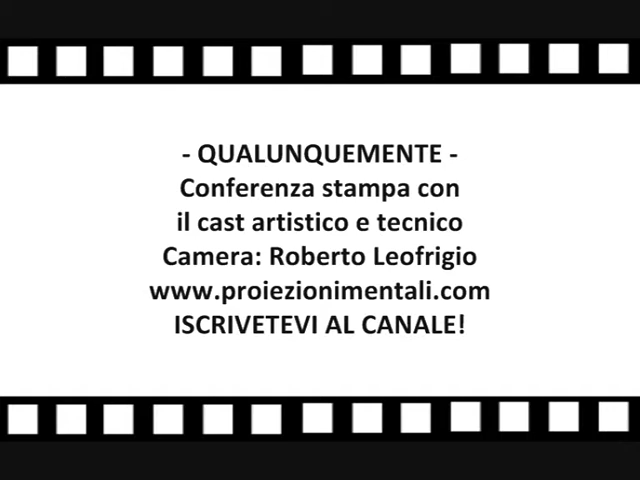 - QUALUNQUEMENTE -
Conferenza stampa con
il cast artistico e tecnico
Camera: Roberto Leofrigio
www.proiezionimentali.com
ISCRIVETEVI AL CANALE!